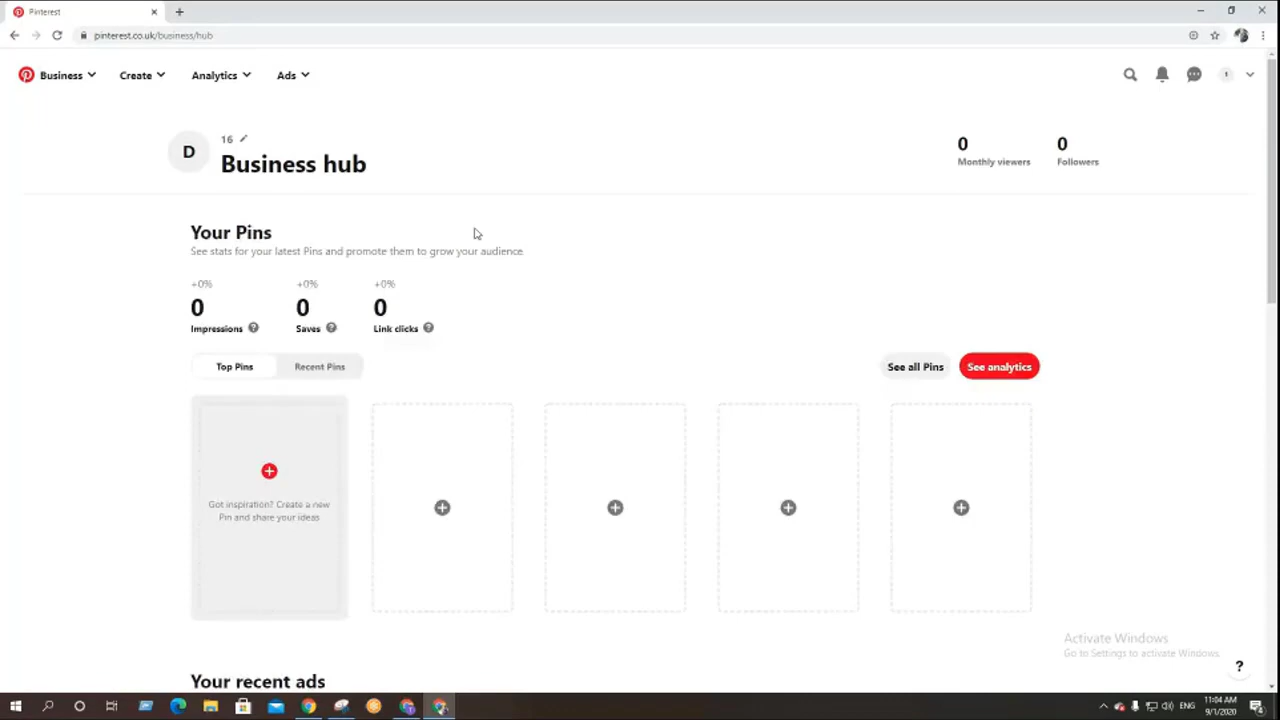 Pinterest
pinterest.co.uk/business/hub
Business Create Analytics Ads
1
D
16
Business hub
0 0
Monthly viewers Followers
Your Pins
See stats for your latest Pins and promote them to grow your audience
+0% +0% +0%
0 0 0
Impressions ? Saves ? Link clicks ?
Top Pins Recent Pins See all Pins See analytics
Got inspiration? Create a new
Pin and share your ideas
Activate Windows
Go to Settings to activate Windows.
?
Your recent ads
11:04 AM
ENG
9/1/2020